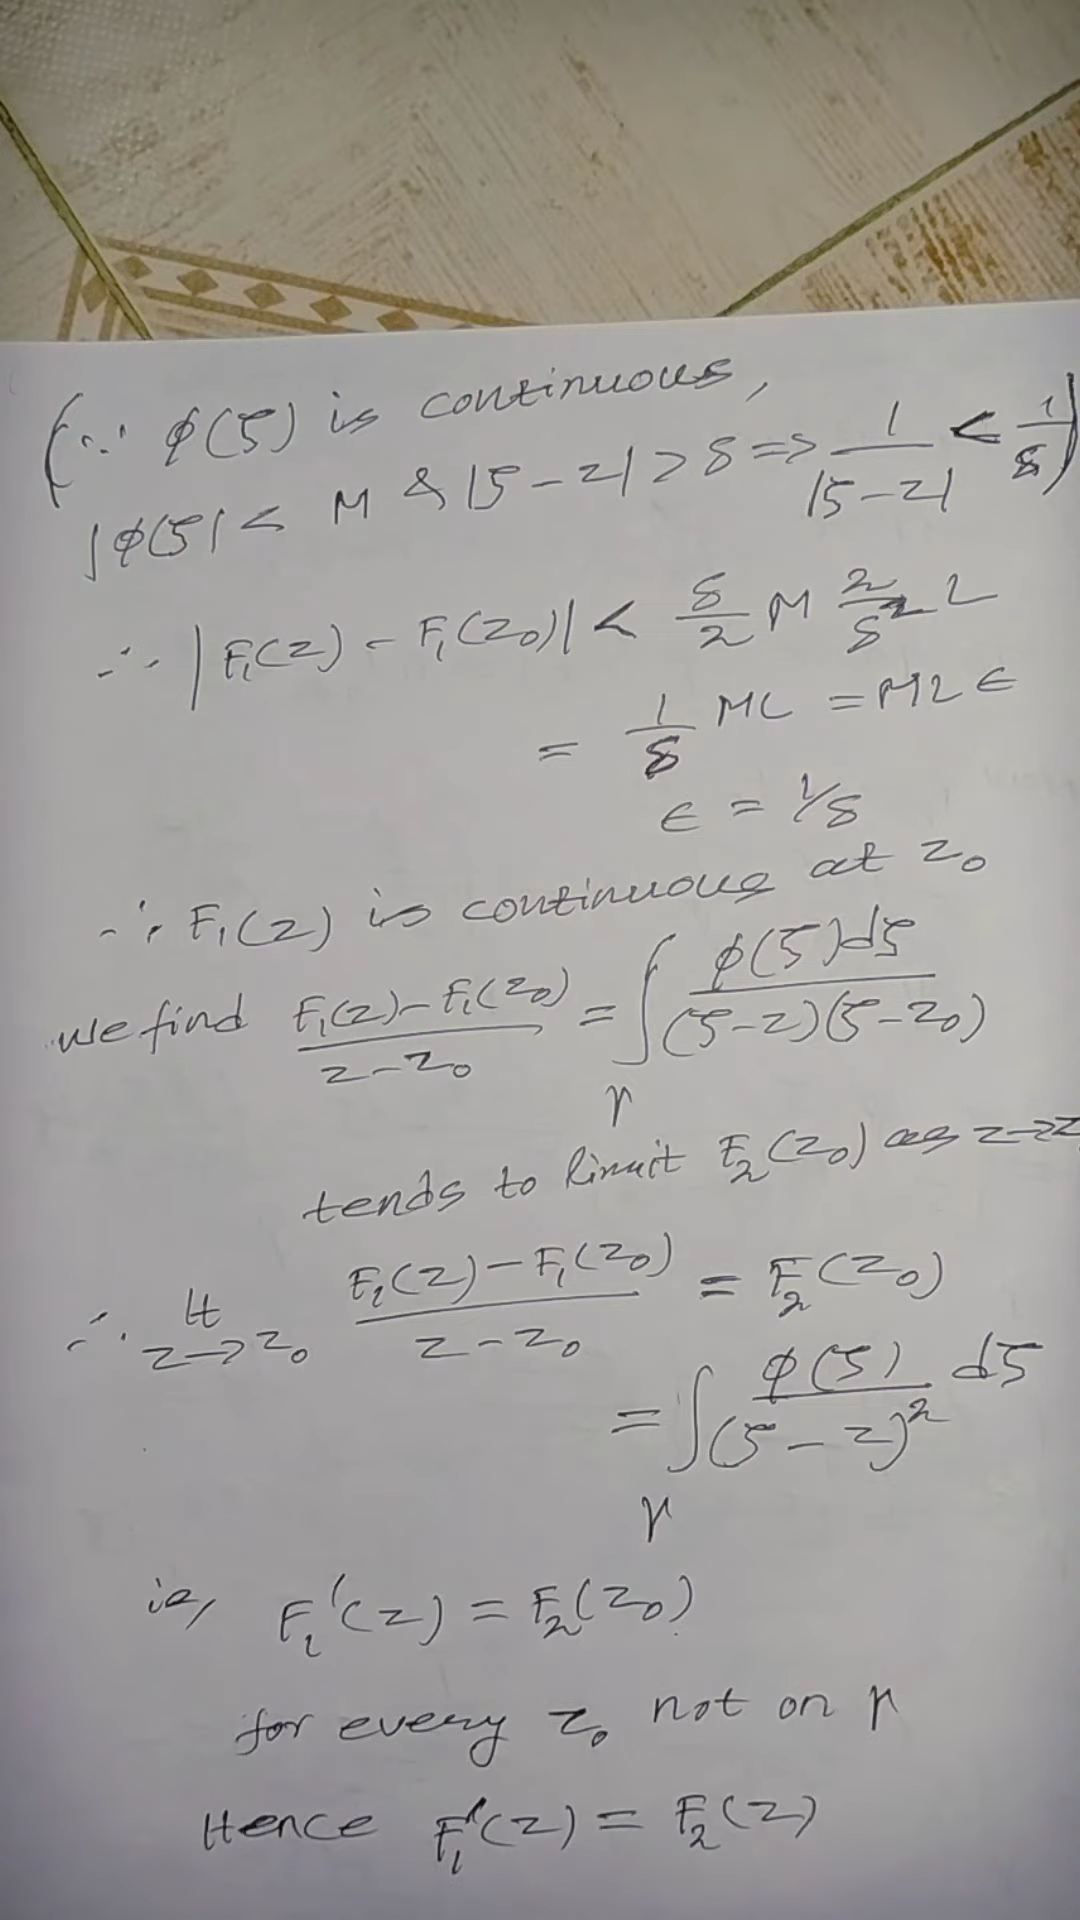 (∵ φ(ζ) is continuous,
|φ(ζ| < M & |ζ-z| > δ ⇒ 1/|ζ-z| < 1/δ)
∴ |F₁(z) - F₁(z₀)| < δ/2 M 2/δ² L
= 1/δ ML = ML ε
ε = 1/δ
∴ F₁(z) is continuous at z₀
we find (F₁(z)-F₁(z₀))/(z-z₀) = ∫_γ φ(ζ)dζ/((ζ-z)(ζ-z₀))
tends to limit F₂(z₀) as z→z
∴ lt_{z→z₀} (F₁(z)-F₁(z₀))/(z-z₀) = F₂(z₀)
= ∫_γ φ(ζ)/(ζ-z)² dζ
ie, F₁'(z) = F₂(z₀)
for every z₀ not on γ
Hence F₁'(z) = F₂(z)